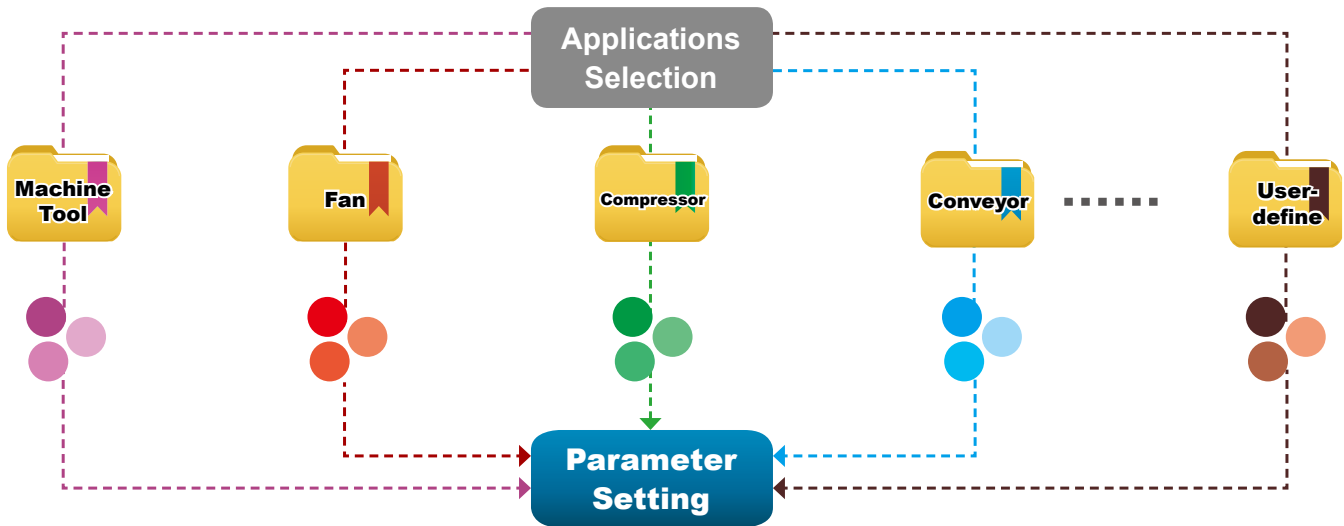 Applications
Selection
Machine
Tool
Fan
Compressor
Conveyor
User-
define
Parameter
Setting